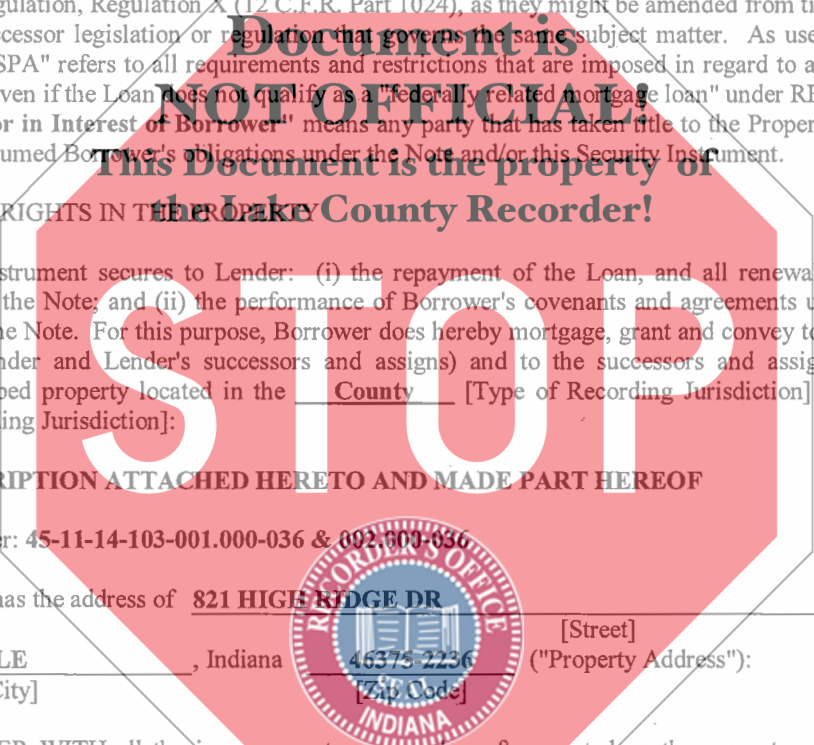 gulation, Regulation X (12 C.F.R. Part 1024), as they might be amended from ti
ccessor legislation or regulation that governs the same subject matter. As use
SPA" refers to all requirements and restrictions that are imposed in regard to a
ven if the Loan does not qualify as a "federally related mortgage loan" under RE
or in Interest of Borrower" means any party that has taken title to the Proper
umed Borrower's obligations under the Note and/or this Security Instrument.
Document is
NOT OFFICIAL!
This Document is the property of
the Lake County Recorder!
RIGHTS IN THE PROPERTY
STOP
nstrument secures to Lender: (i) the repayment of the Loan, and all renewa
the Note; and (ii) the performance of Borrower's covenants and agreements u
he Note. For this purpose, Borrower does hereby mortgage, grant and convey to
nder and Lender's successors and assigns) and to the successors and assig
bed property located in the County [Type of Recording Jurisdiction]
ing Jurisdiction]:
RIPTION ATTACHED HERETO AND MADE PART HEREOF
er: 45-11-14-103-001.000-036 & 002.000-036
has the address of 821 HIGH RIDGE DR
[Street]
LE , Indiana 46375-2236 ("Property Address"):
City] [Zip Code]
RECORDER'S OFFICE
INDIANA